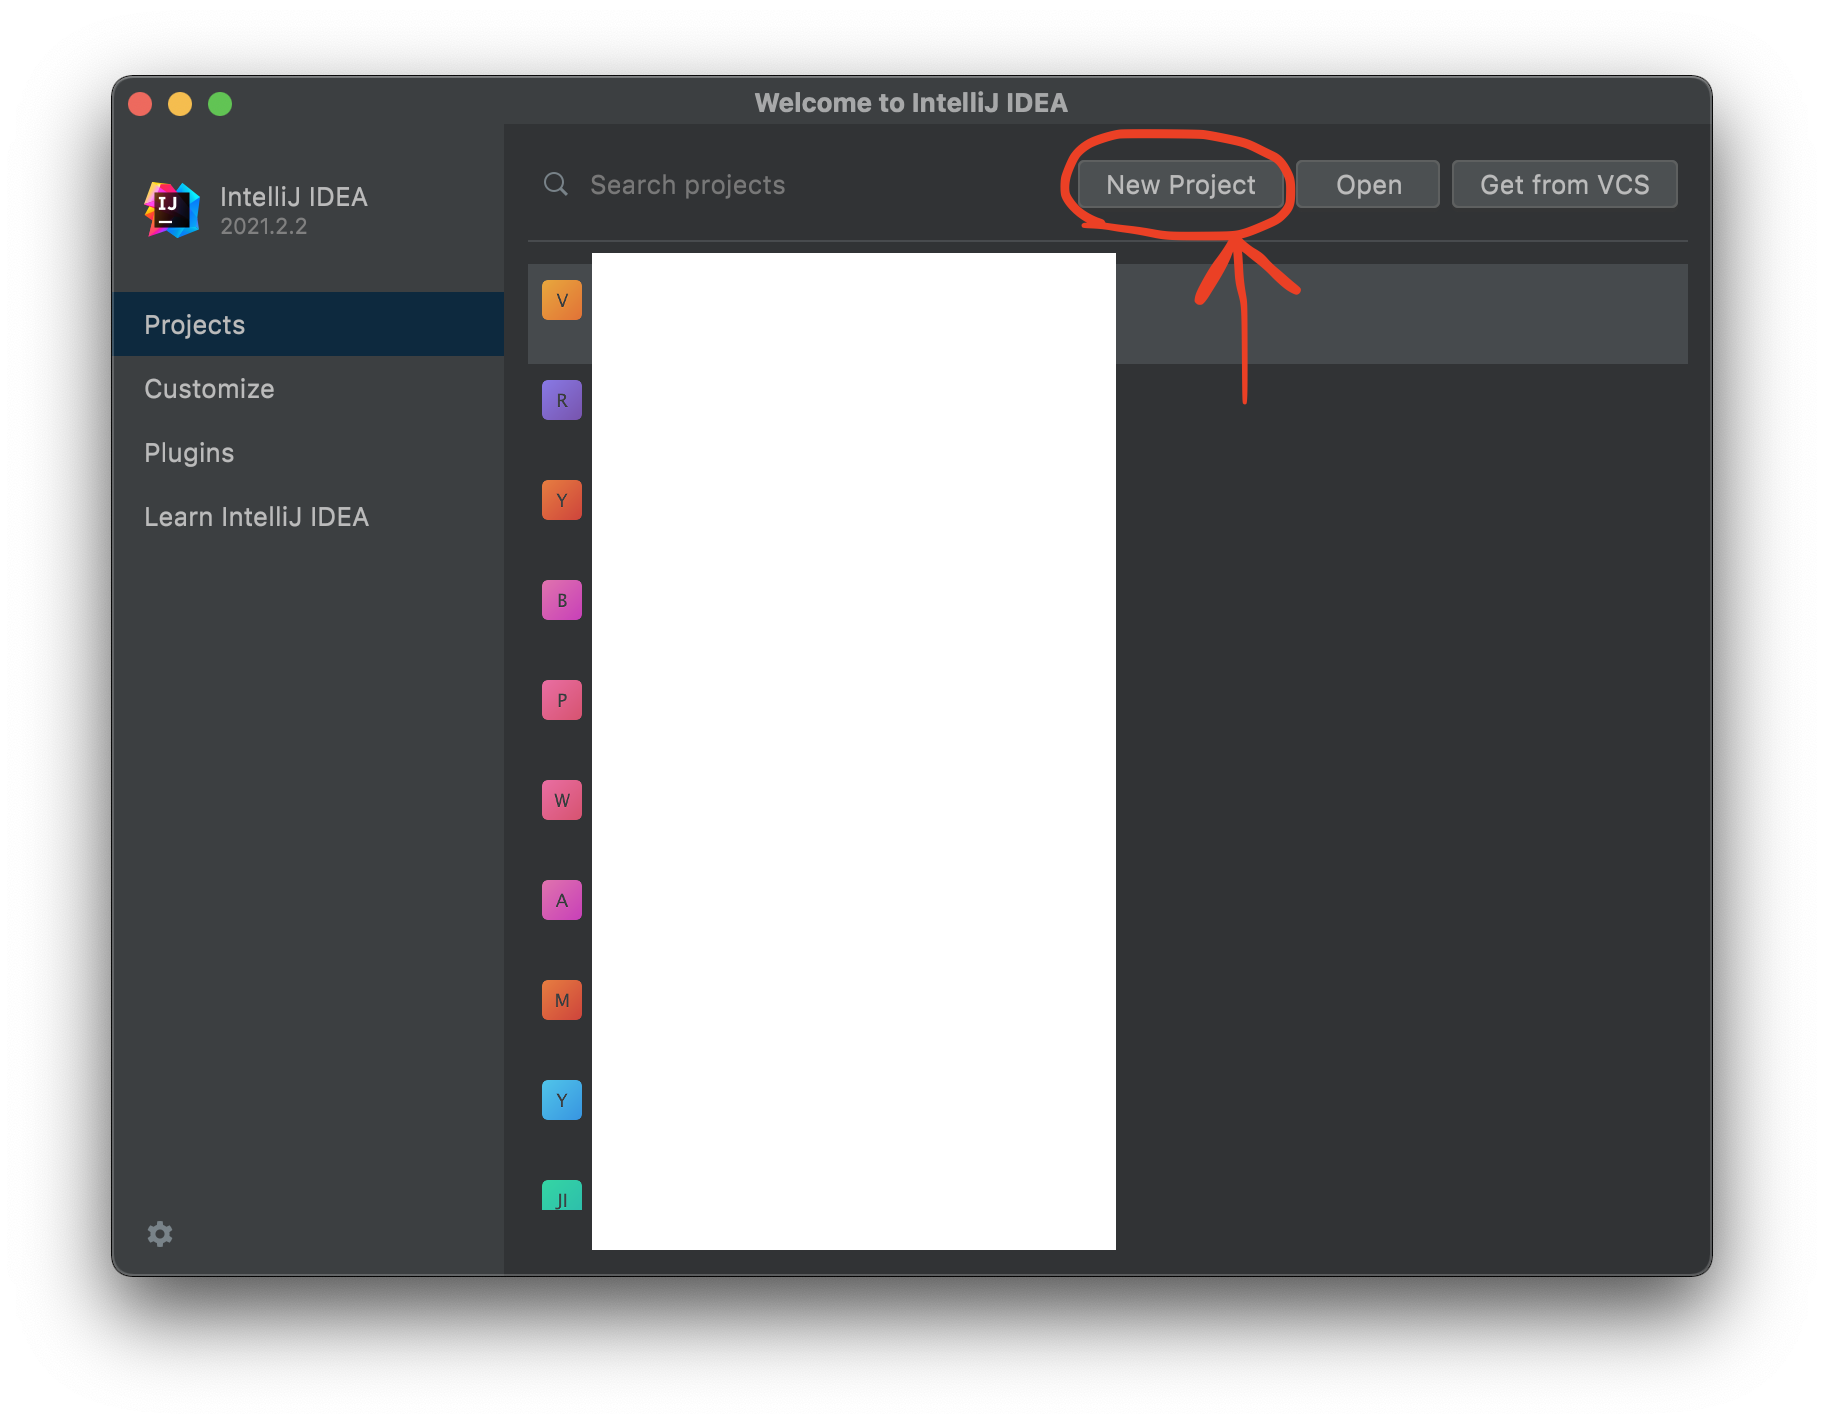 Welcome to IntelliJ IDEA
IJ
IntelliJ IDEA
2021.2.2
Projects
Customize
Plugins
Learn IntelliJ IDEA
Search projects
New Project
Open
Get from VCS
V
R
Y
B
P
W
A
M
Y
JI